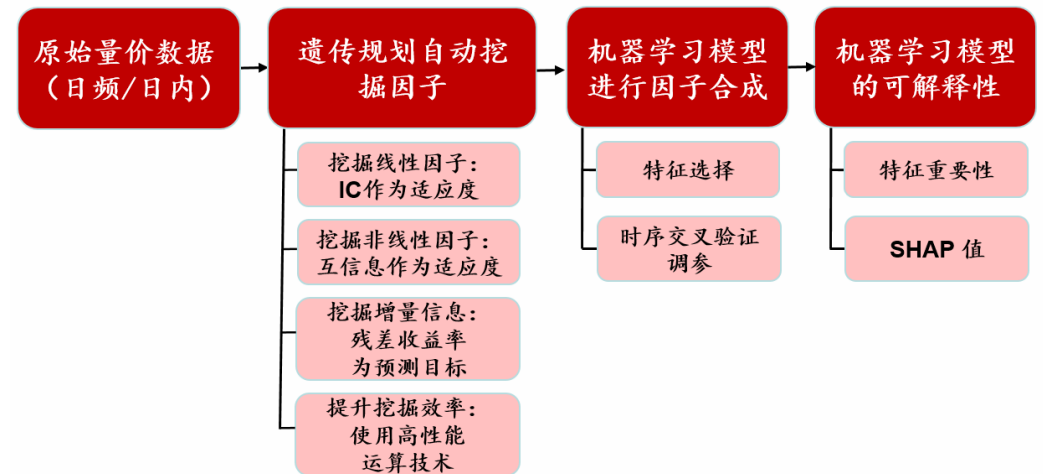 原始量价数据
（日频/日内）
遗传规划自动挖
掘因子
机器学习模型
进行因子合成
机器学习模型
的可解释性
挖掘线性因子：
IC作为适应度
挖掘非线性因子：
互信息作为适应度
挖掘增量信息：
残差收益率
为预测目标
提升挖掘效率：
使用高性能
运算技术
特征选择
时序交叉验证
调参
特征重要性
SHAP 值